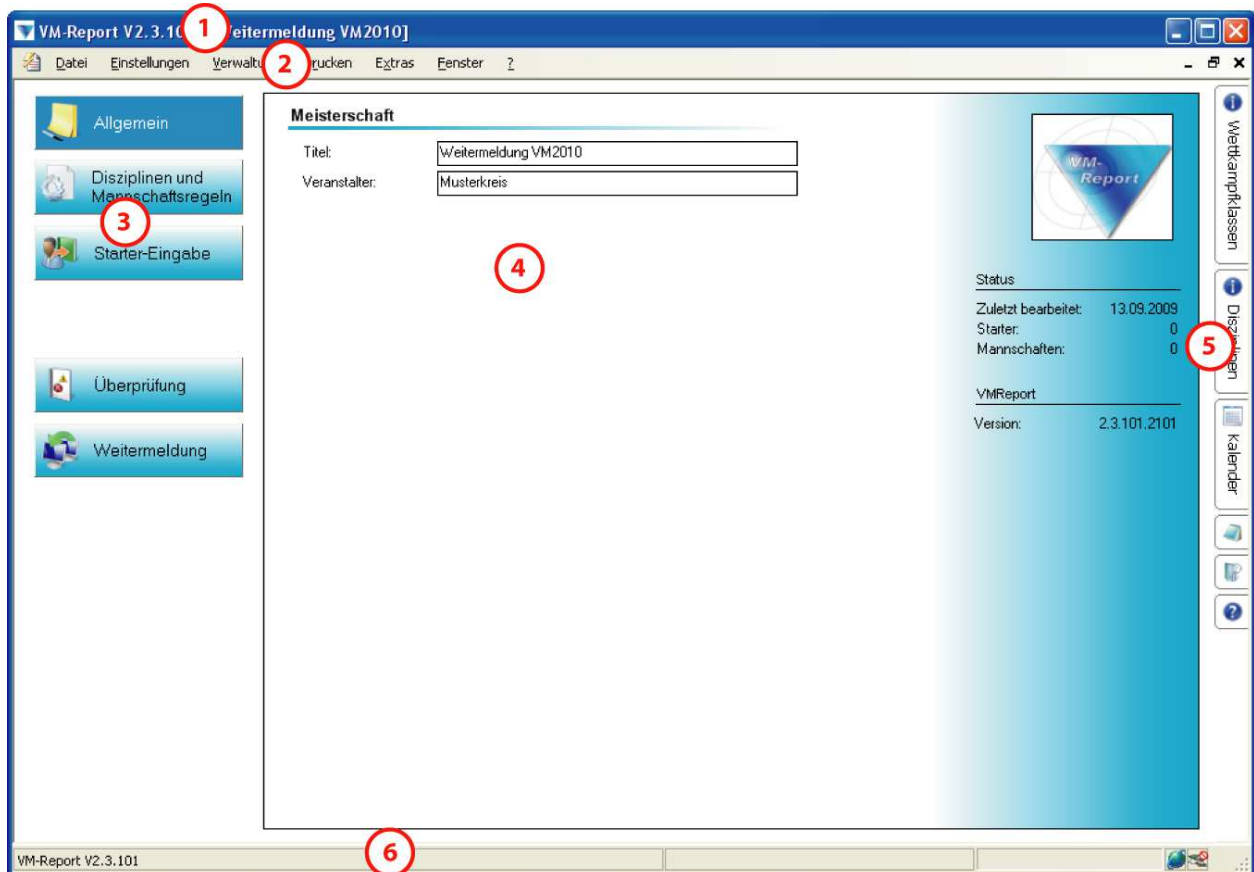 VM-Report V2.3.10 eitermeldung VM2010]
1
Datei Einstellungen Verwaltu rucken Extras Fenster ?
2
Allgemein
Disziplinen und
Mannschaftsregeln
3
Starter-Eingabe
Überprüfung
Weitermeldung
Meisterschaft
Titel: Weitermeldung VM2010
Veranstalter: Musterkreis
4
VM-
Report
Status
Zuletzt bearbeitet: 13.09.2009
Starter: 0
Mannschaften: 0
VMReport
Version: 2.3.101.2101
Wettkampfklassen
Disziplinen
5
Kalender
VM-Report V2.3.101
6